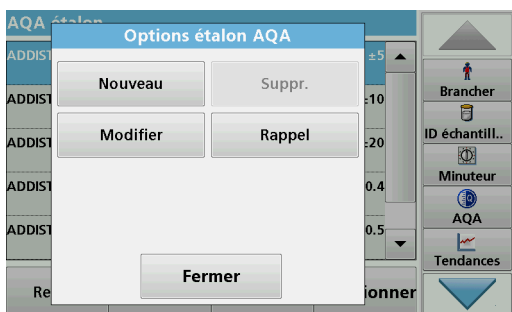 AQA étalon
Options étalon AQA
ADDIST
±5
Nouveau
Suppr.
ADDIST
±10
Modifier
Rappel
ADDIST
±20
ADDIST
0.4
ADDIST
0.5
Fermer
Re
ionner
Brancher
ID échantill..
Minuteur
AQA
Tendances